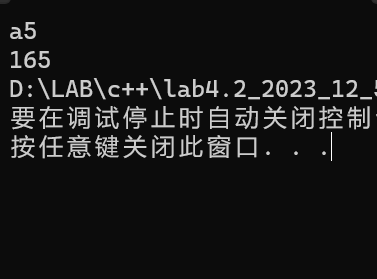 a5
165
D:\LAB\c++\lab4.2_2023_12_5
要在调试停止时自动关闭控制
按任意键关闭此窗口. . .